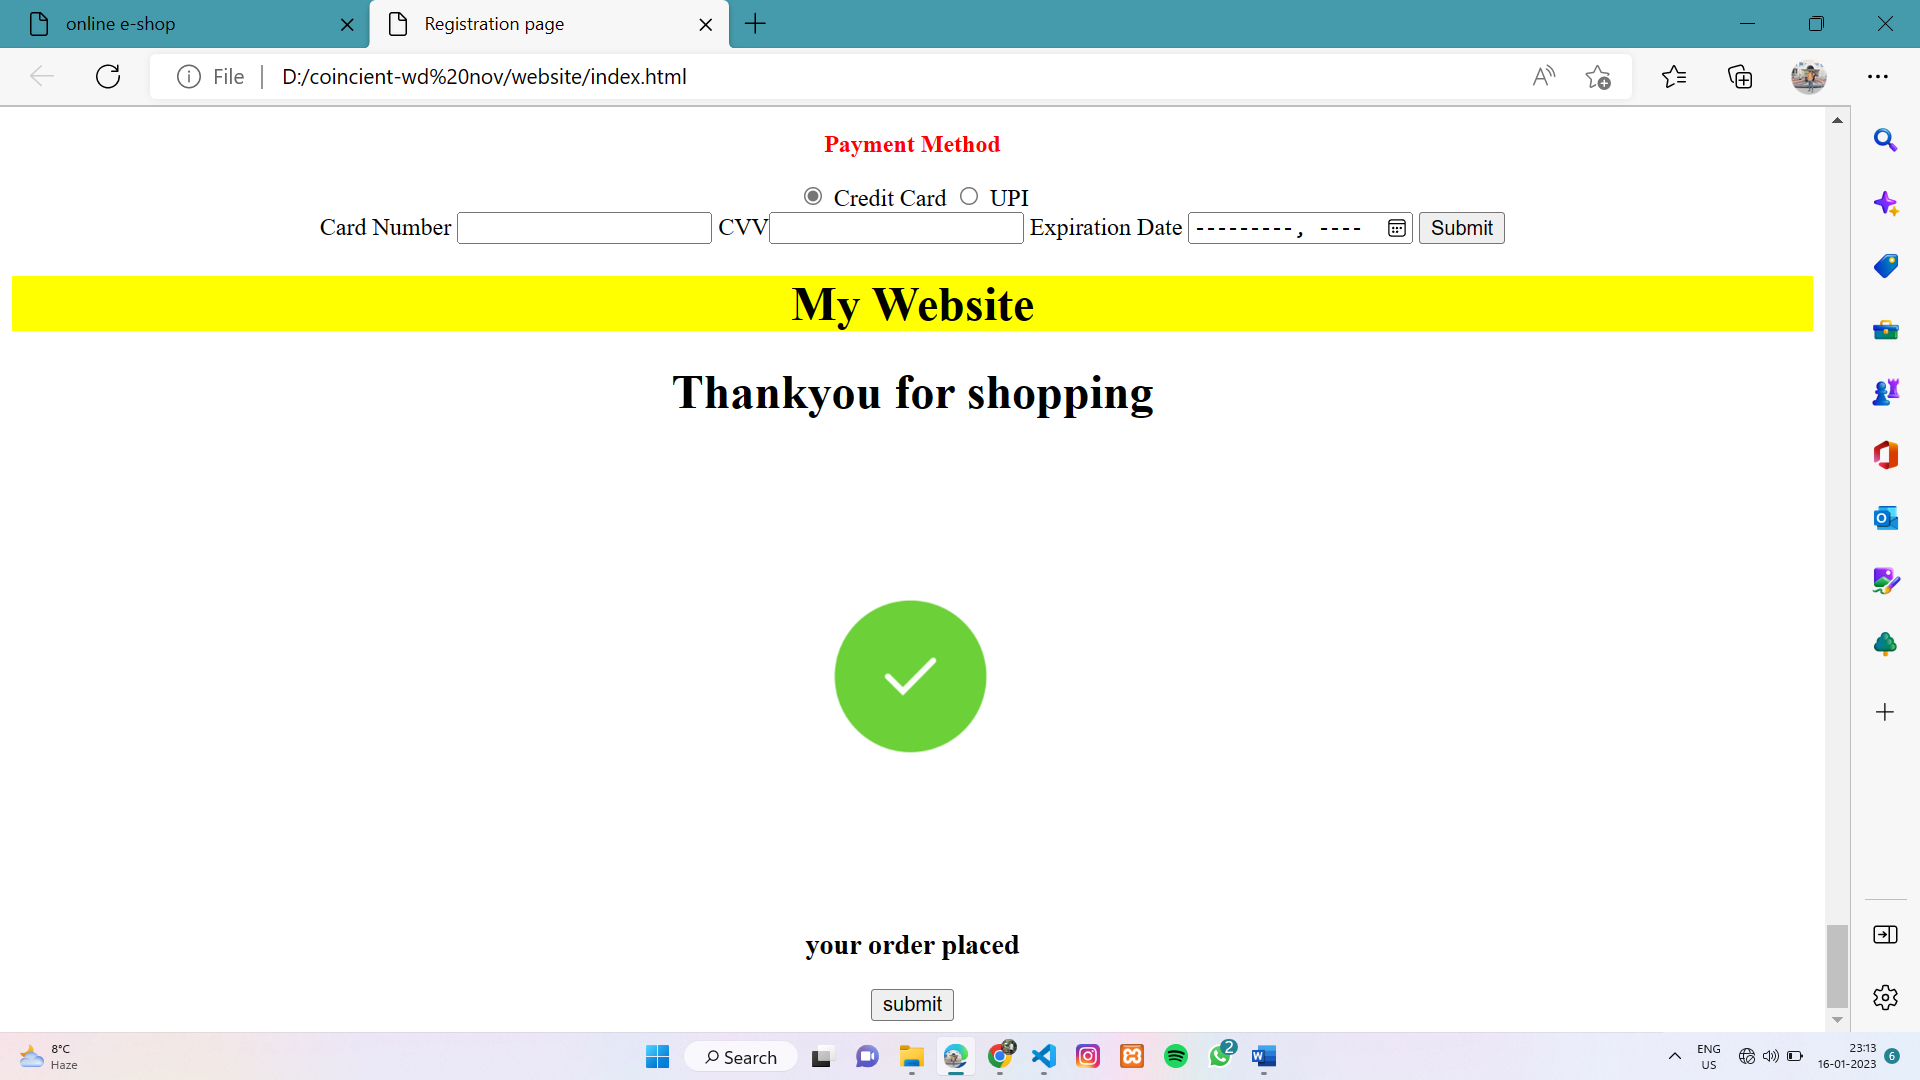 online e-shop
Registration page
File
D:/coincient-wd%20nov/website/index.html
Payment Method
Credit Card UPI
Card Number CVV Expiration Date ---------, ---- Submit
My Website
Thankyou for shopping
your order placed
submit
8°C
Haze
Search
2
W
ENG
US
23:13
16-01-2023
6